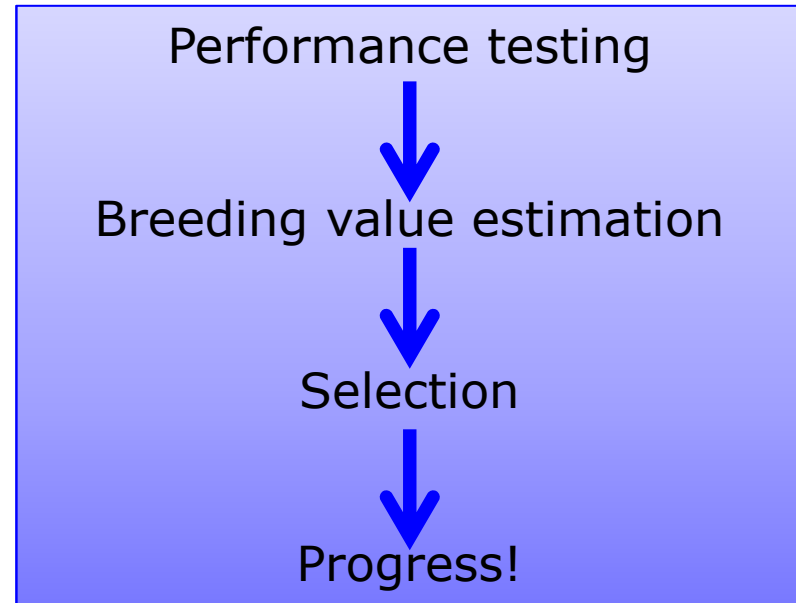 Performance testing
Breeding value estimation
Selection
Progress!